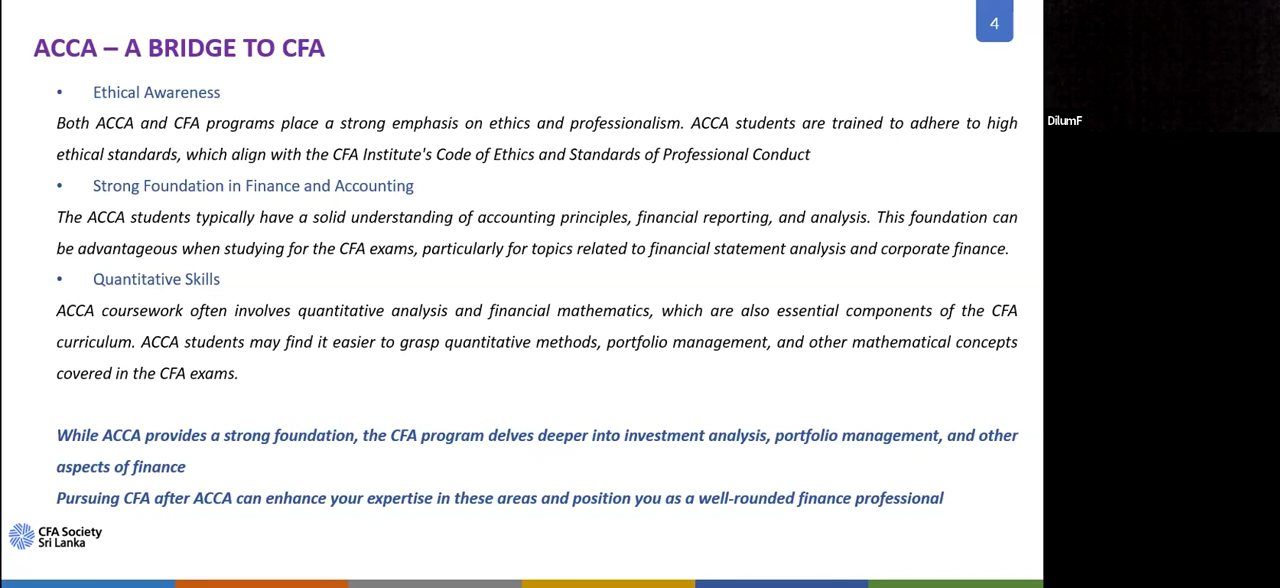 4
ACCA – A BRIDGE TO CFA
• Ethical Awareness
Both ACCA and CFA programs place a strong emphasis on ethics and professionalism. ACCA students are trained to adhere to high
ethical standards, which align with the CFA Institute's Code of Ethics and Standards of Professional Conduct
• Strong Foundation in Finance and Accounting
The ACCA students typically have a solid understanding of accounting principles, financial reporting, and analysis. This foundation can
be advantageous when studying for the CFA exams, particularly for topics related to financial statement analysis and corporate finance.
• Quantitative Skills
ACCA coursework often involves quantitative analysis and financial mathematics, which are also essential components of the CFA
curriculum. ACCA students may find it easier to grasp quantitative methods, portfolio management, and other mathematical concepts
covered in the CFA exams.
While ACCA provides a strong foundation, the CFA program delves deeper into investment analysis, portfolio management, and other
aspects of finance
Pursuing CFA after ACCA can enhance your expertise in these areas and position you as a well-rounded finance professional
CFA Society
Sri Lanka
DilumF